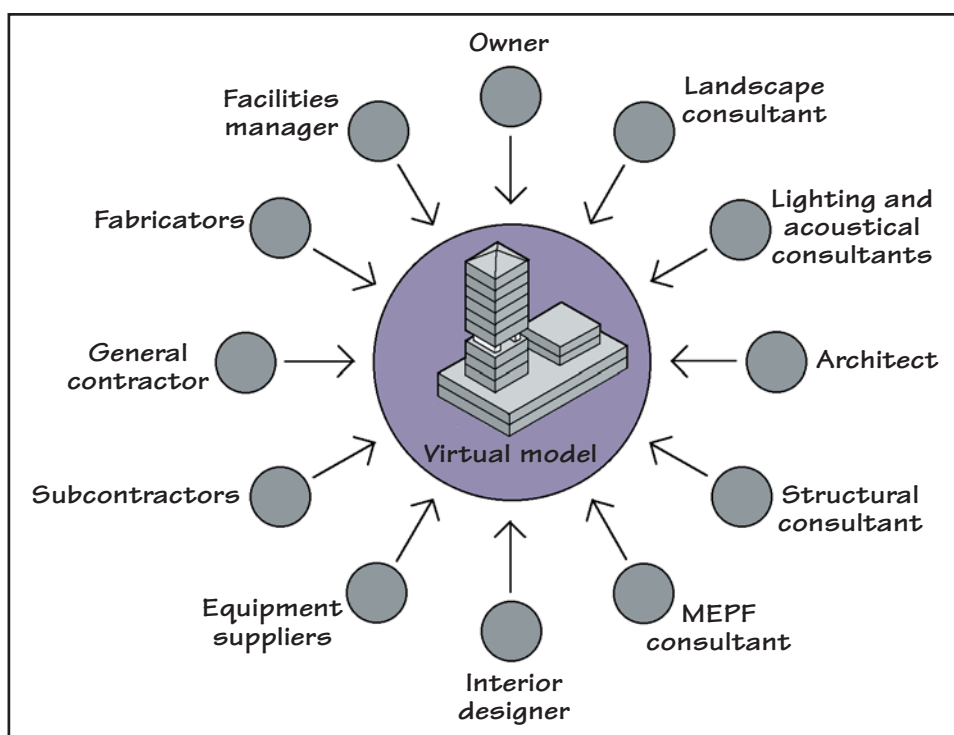 Owner
Landscape
consultant
Lighting and
acoustical
consultants
Architect
Structural
consultant
MEPF
consultant
Interior
designer
Equipment
suppliers
Subcontractors
General
contractor
Fabricators
Facilities
manager
Virtual model